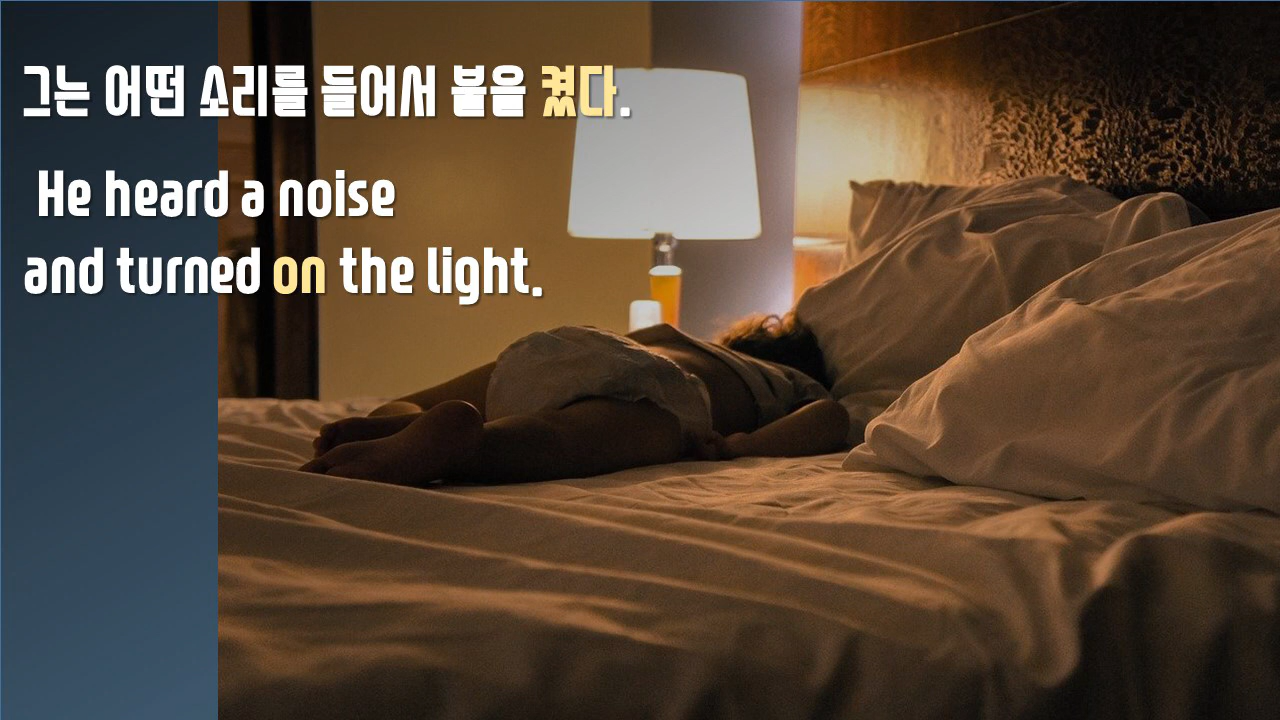 그는 어떤 소리를 들어서 불을 켰다.
He heard a noise
and turned on the light.